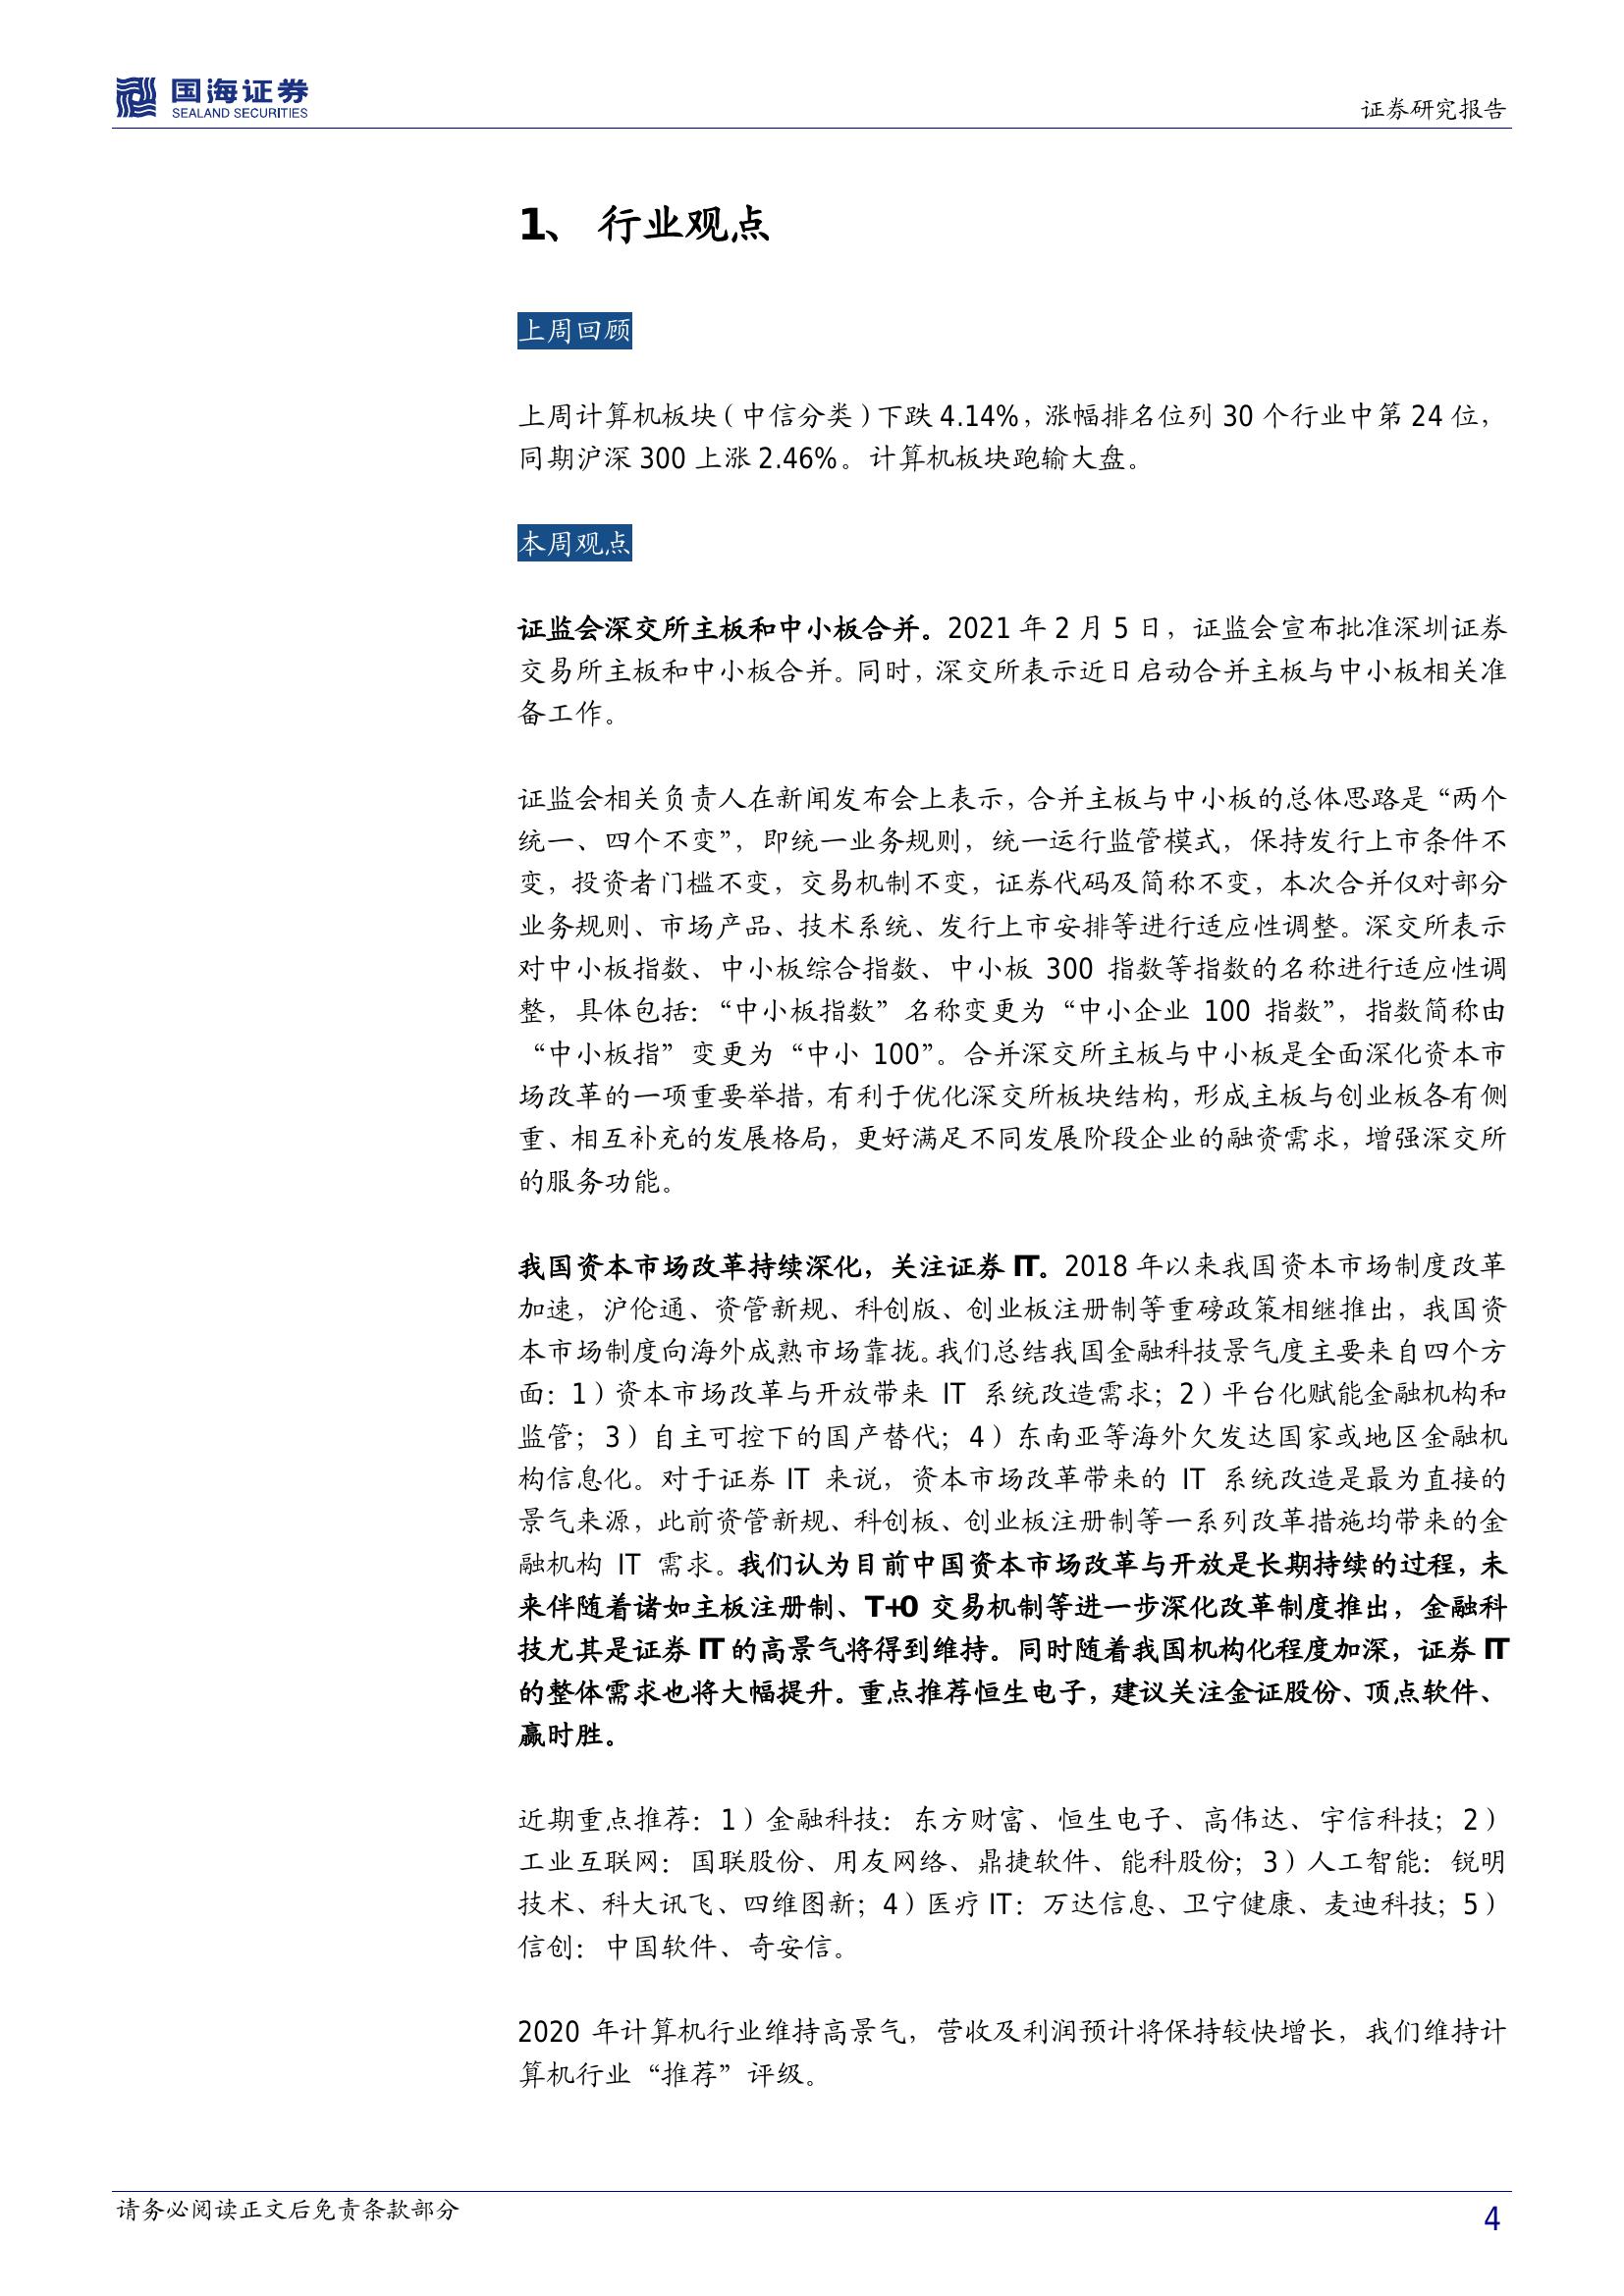 国海证券
SEALAND SECURITIES
证券研究报告
1、 行业观点
上周回顾
上周计算机板块（中信分类）下跌 4.14%，涨幅排名位列 30 个行业中第 24 位，
同期沪深 300 上涨 2.46%。计算机板块跑输大盘。
本周观点
证监会深交所主板和中小板合并。2021 年 2 月 5 日，证监会宣布批准深圳证券
交易所主板和中小板合并。同时，深交所表示近日启动合并主板与中小板相关准
备工作。
证监会相关负责人在新闻发布会上表示，合并主板与中小板的总体思路是“两个
统一、四个不变”，即统一业务规则，统一运行监管模式，保持发行上市条件不
变，投资者门槛不变，交易机制不变，证券代码及简称不变，本次合并仅对部分
业务规则、市场产品、技术系统、发行上市安排等进行适应性调整。深交所表示
对中小板指数、中小板综合指数、中小板 300 指数等指数的名称进行适应性调
整，具体包括：“中小板指数”名称变更为“中小企业 100 指数”，指数简称由
“中小板指”变更为“中小 100”。合并深交所主板与中小板是全面深化资本市
场改革的一项重要举措，有利于优化深交所板块结构，形成主板与创业板各有侧
重、相互补充的发展格局，更好满足不同发展阶段企业的融资需求，增强深交所
的服务功能。
我国资本市场改革持续深化，关注证券 IT。2018 年以来我国资本市场制度改革
加速，沪伦通、资管新规、科创版、创业板注册制等重磅政策相继推出，我国资
本市场制度向海外成熟市场靠拢。我们总结我国金融科技景气度主要来自四个方
面：1）资本市场改革与开放带来 IT 系统改造需求；2）平台化赋能金融机构和
监管；3）自主可控下的国产替代；4）东南亚等海外欠发达国家或地区金融机
构信息化。对于证券 IT 来说，资本市场改革带来的 IT 系统改造是最为直接的
景气来源，此前资管新规、科创板、创业板注册制等一系列改革措施均带来的金
融机构 IT 需求。我们认为目前中国资本市场改革与开放是长期持续的过程，未
来伴随着诸如主板注册制、T+0 交易机制等进一步深化改革制度推出，金融科
技尤其是证券 IT 的高景气将得到维持。同时随着我国机构化程度加深，证券 IT
的整体需求也将大幅提升。重点推荐恒生电子，建议关注金证股份、顶点软件、
赢时胜。
近期重点推荐：1）金融科技：东方财富、恒生电子、高伟达、宇信科技；2）
工业互联网：国联股份、用友网络、鼎捷软件、能科股份；3）人工智能：锐明
技术、科大讯飞、四维图新；4）医疗 IT：万达信息、卫宁健康、麦迪科技；5）
信创：中国软件、奇安信。
2020 年计算机行业维持高景气，营收及利润预计将保持较快增长，我们维持计
算机行业“推荐”评级。
请务必阅读正文后免责条款部分
4